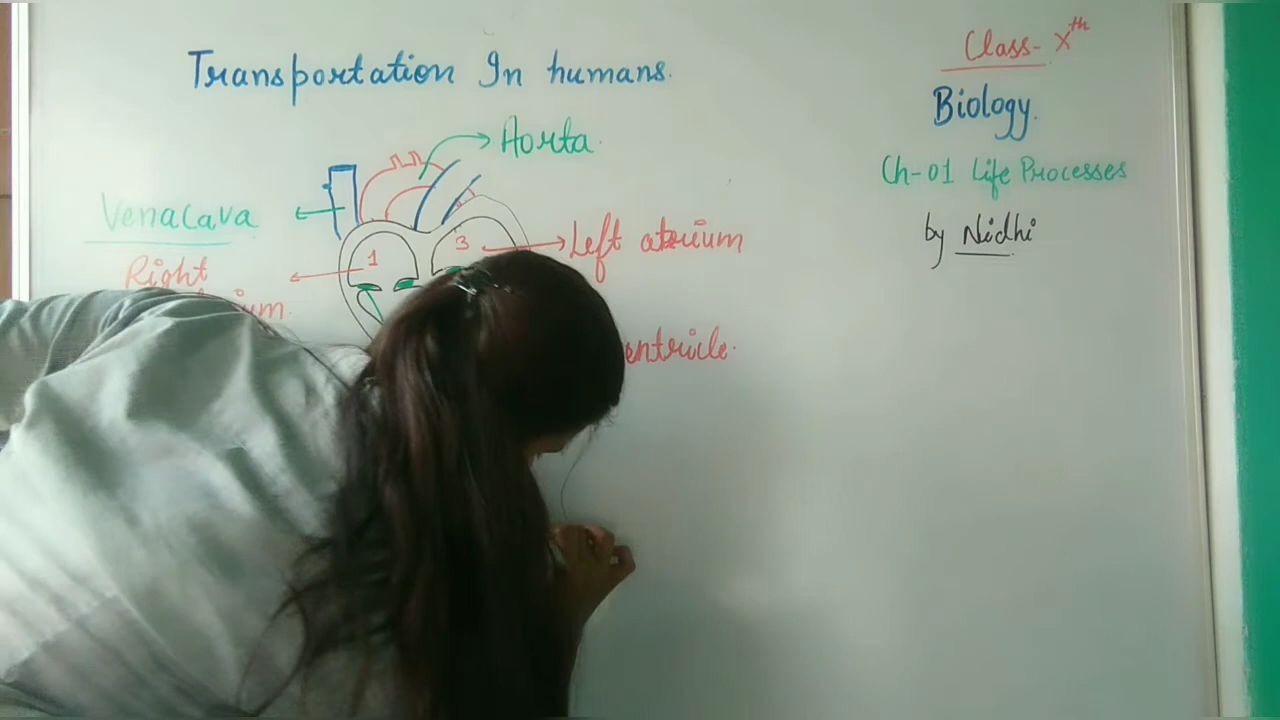 Transportation In humans.
Class- Xth
Biology.
Ch-01 Life Processes
by Nidhi
Aorta.
Venacava
1
3
Left atrium
Right